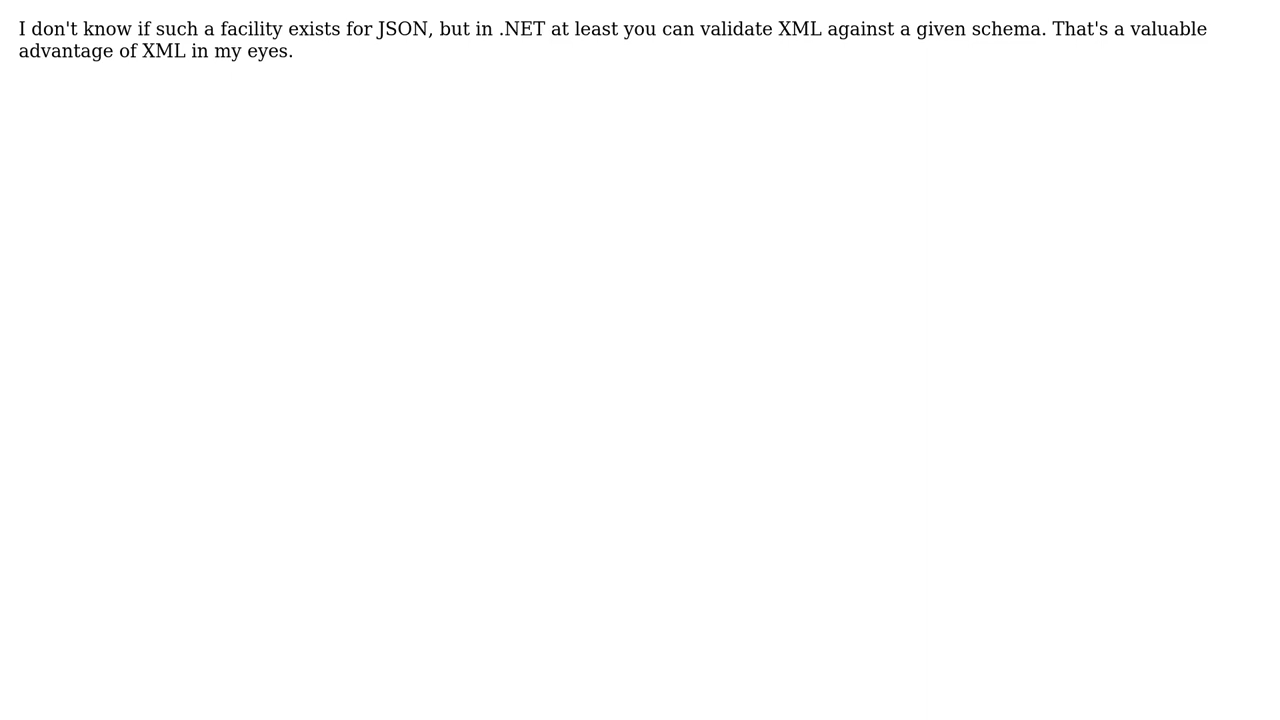 I don't know if such a facility exists for JSON, but in .NET at least you can validate XML against a given schema. That's a valuable
advantage of XML in my eyes.